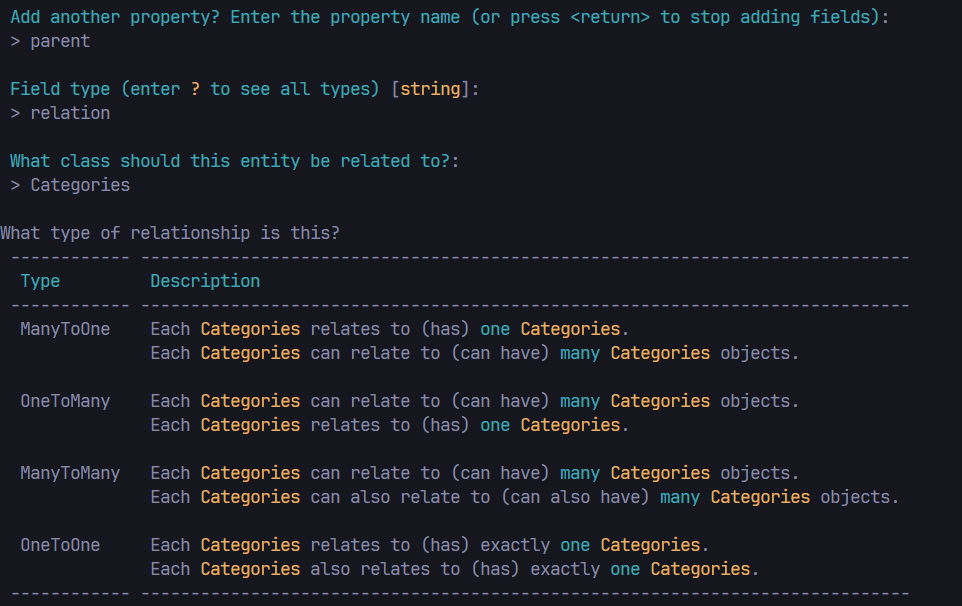 Add another property? Enter the property name (or press <return> to stop adding fields):
> parent
Field type (enter ? to see all types) [string]:
> relation
What class should this entity be related to?:
> Categories
What type of relationship is this?
------------ -----------------------------------------------------------------------------
Type Description
------------ -----------------------------------------------------------------------------
ManyToOne Each Categories relates to (has) one Categories.
Each Categories can relate to (can have) many Categories objects.
OneToMany Each Categories can relate to (can have) many Categories objects.
Each Categories relates to (has) one Categories.
ManyToMany Each Categories can relate to (can have) many Categories objects.
Each Categories can also relate to (can also have) many Categories objects.
OneToOne Each Categories relates to (has) exactly one Categories.
Each Categories also relates to (has) exactly one Categories.
------------ -----------------------------------------------------------------------------